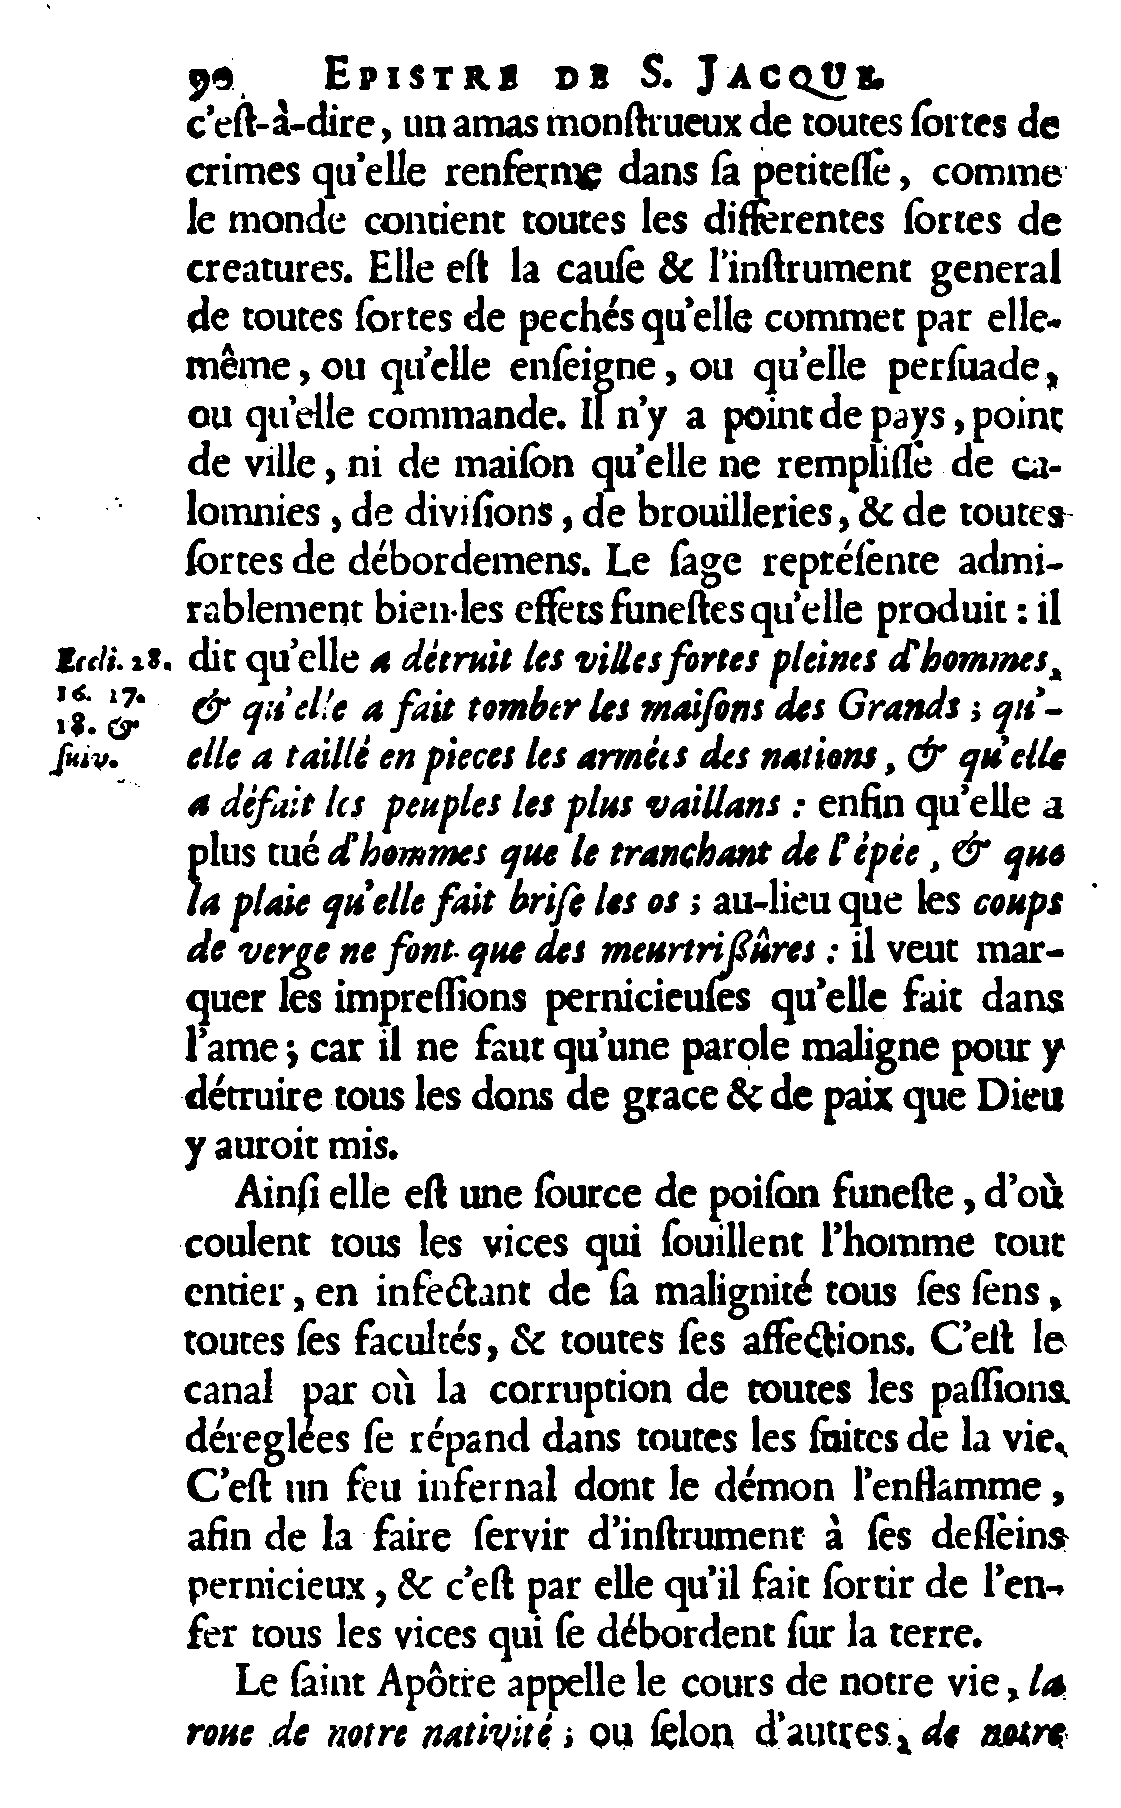 90 EPISTRE DE S. JACQUE.
c'eſt-à-dire, un amas monſtrueux de toutes ſortes de
crimes qu'elle renferme dans ſa petiteſſe, comme
le monde contient toutes les differentes ſortes de
creatures. Elle eſt la cauſe & l'inſtrument general
de toutes ſortes de pechés qu'elle commet par elle-
même, ou qu'elle enſeigne, ou qu'elle perſuade,
ou qu'elle commande. Il n'y a point de pays, point
de ville, ni de maiſon qu'elle ne rempliſſe de ca-
lomnies, de diviſions, de brouilleries, & de toutes
ſortes de débordemens. Le ſage repréſente admi-
rablement bien les effets funeſtes qu'elle produit : il
Eccli. 28. dit qu'elle a détruit les villes fortes pleines d'hommes,
16. 17. & qu'elle a fait tomber les maiſons des Grands ; qu'-
18. & elle a taillé en pieces les armées des nations, & qu'elle
ſuiv. a défait les peuples les plus vaillans : enfin qu'elle a
plus tué d'hommes que le tranchant de l'épée, & que
la plaie qu'elle fait briſe les os ; au-lieu que les coups
de verge ne font que des meurtriſſûres : il veut mar-
quer les impreſſions pernicieuſes qu'elle fait dans
l'ame ; car il ne faut qu'une parole maligne pour y
détruire tous les dons de grace & de paix que Dieu
y auroit mis.
Ainſi elle eſt une ſource de poiſon funeſte, d'où
coulent tous les vices qui ſouillent l'homme tout
entier, en infectant de ſa malignité tous ſes ſens,
toutes ſes facultés, & toutes ſes affections. C'eſt le
canal par où la corruption de toutes les paſſions
déreglées ſe répand dans toutes les ſuites de la vie.
C'eſt un feu infernal dont le démon l'enflamme,
afin de la faire ſervir d'inſtrument à ſes deſſeins
pernicieux, & c'eſt par elle qu'il fait ſortir de l'en-
fer tous les vices qui ſe débordent ſur la terre.
Le ſaint Apôtre appelle le cours de notre vie, la
roue de notre nativité ; ou ſelon d'autres, de notre